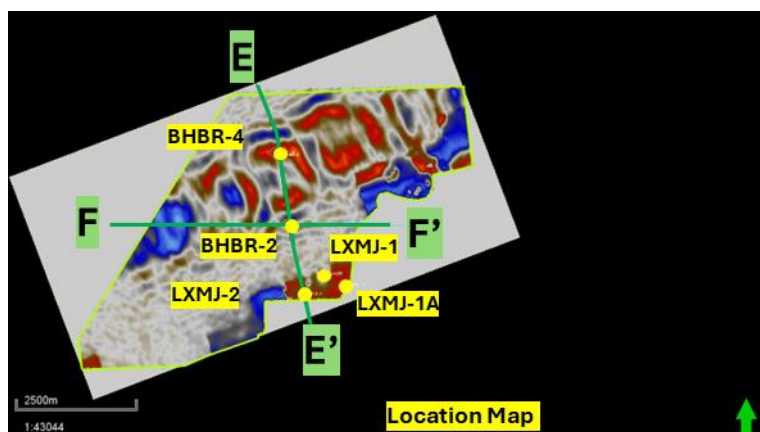 E
BHBR-4
F
F'
BHBR-2
LXMJ-1
LXMJ-2
LXMJ-1A
E'
2500m
1:43044
Location Map